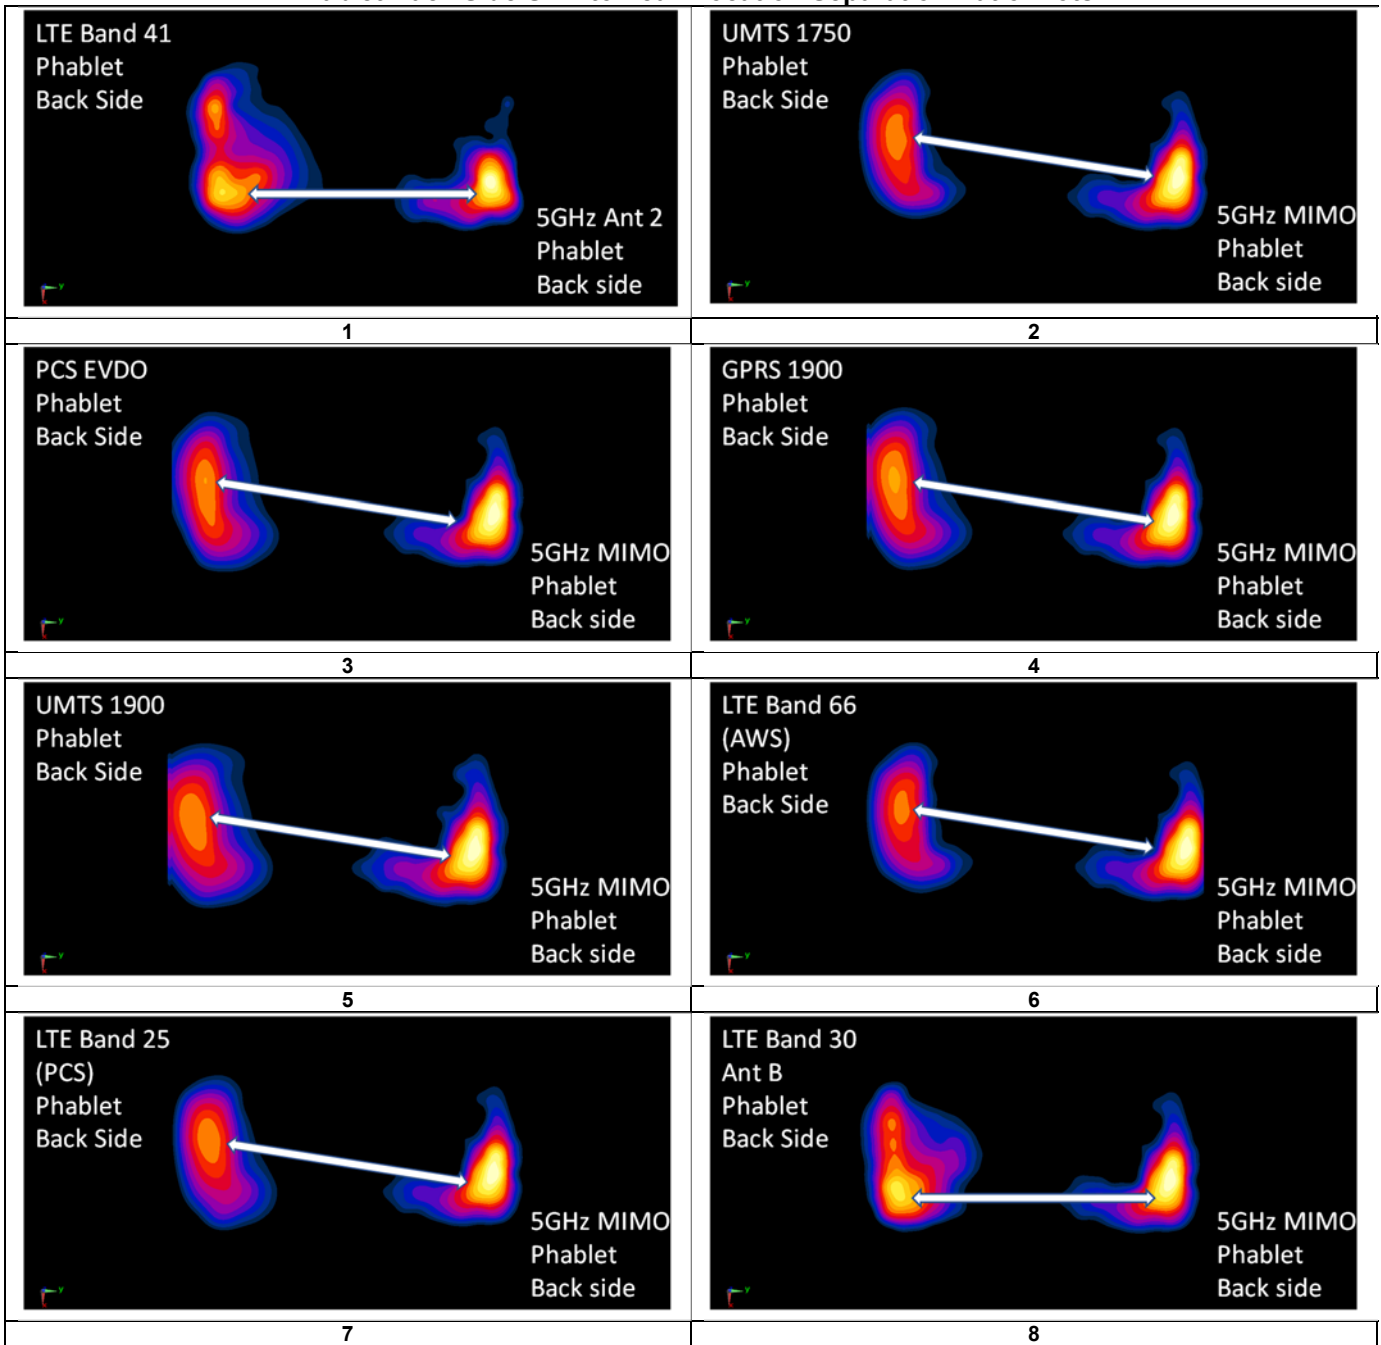 LTE Band 41
Phablet
Back Side
5GHz Ant 2
Phablet
Back side
y
1
UMTS 1750
Phablet
Back Side
5GHz MIMO
Phablet
Back side
y
2
PCS EVDO
Phablet
Back Side
5GHz MIMO
Phablet
Back side
y
3
GPRS 1900
Phablet
Back Side
5GHz MIMO
Phablet
Back side
y
4
UMTS 1900
Phablet
Back Side
5GHz MIMO
Phablet
Back side
y
5
LTE Band 66
(AWS)
Phablet
Back Side
5GHz MIMO
Phablet
Back side
y
6
LTE Band 25
(PCS)
Phablet
Back Side
5GHz MIMO
Phablet
Back side
y
7
LTE Band 30
Ant B
Phablet
Back Side
5GHz MIMO
Phablet
Back side
y
8